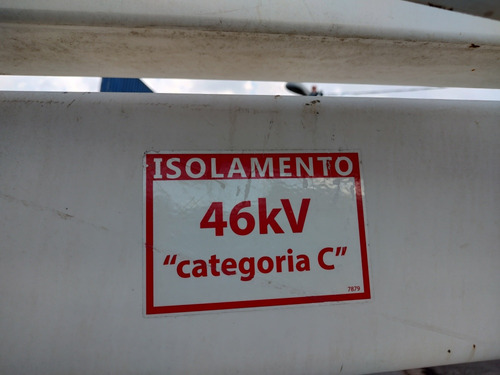 ISOLAMENTO
46kV
“categoria C”
7879